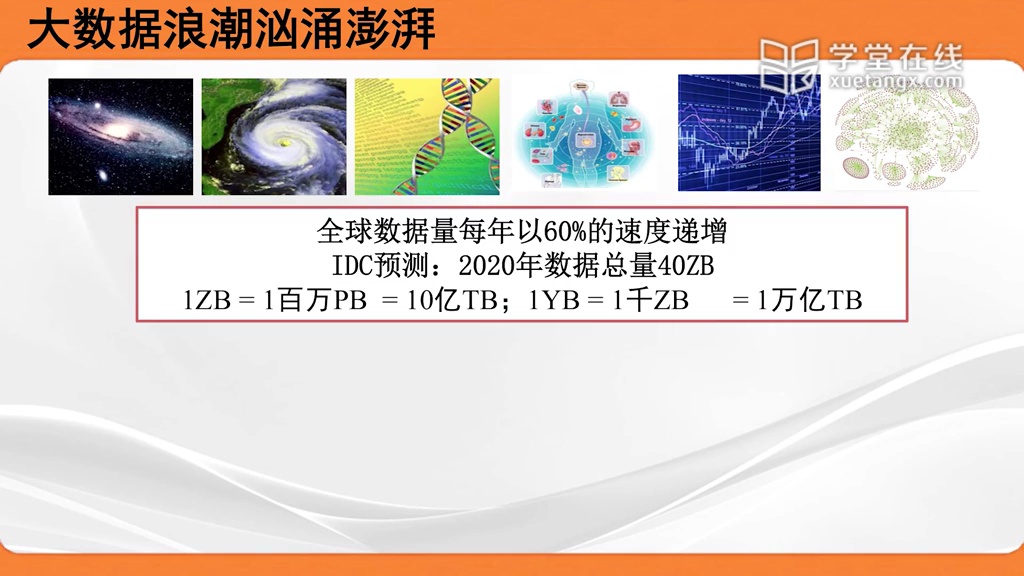 大数据浪潮汹涌澎湃
学堂在线
xuetangx.com
全球数据量每年以60%的速度递增
IDC预测：2020年数据总量40ZB
1ZB = 1百万PB = 10亿TB；1YB = 1千ZB = 1万亿TB